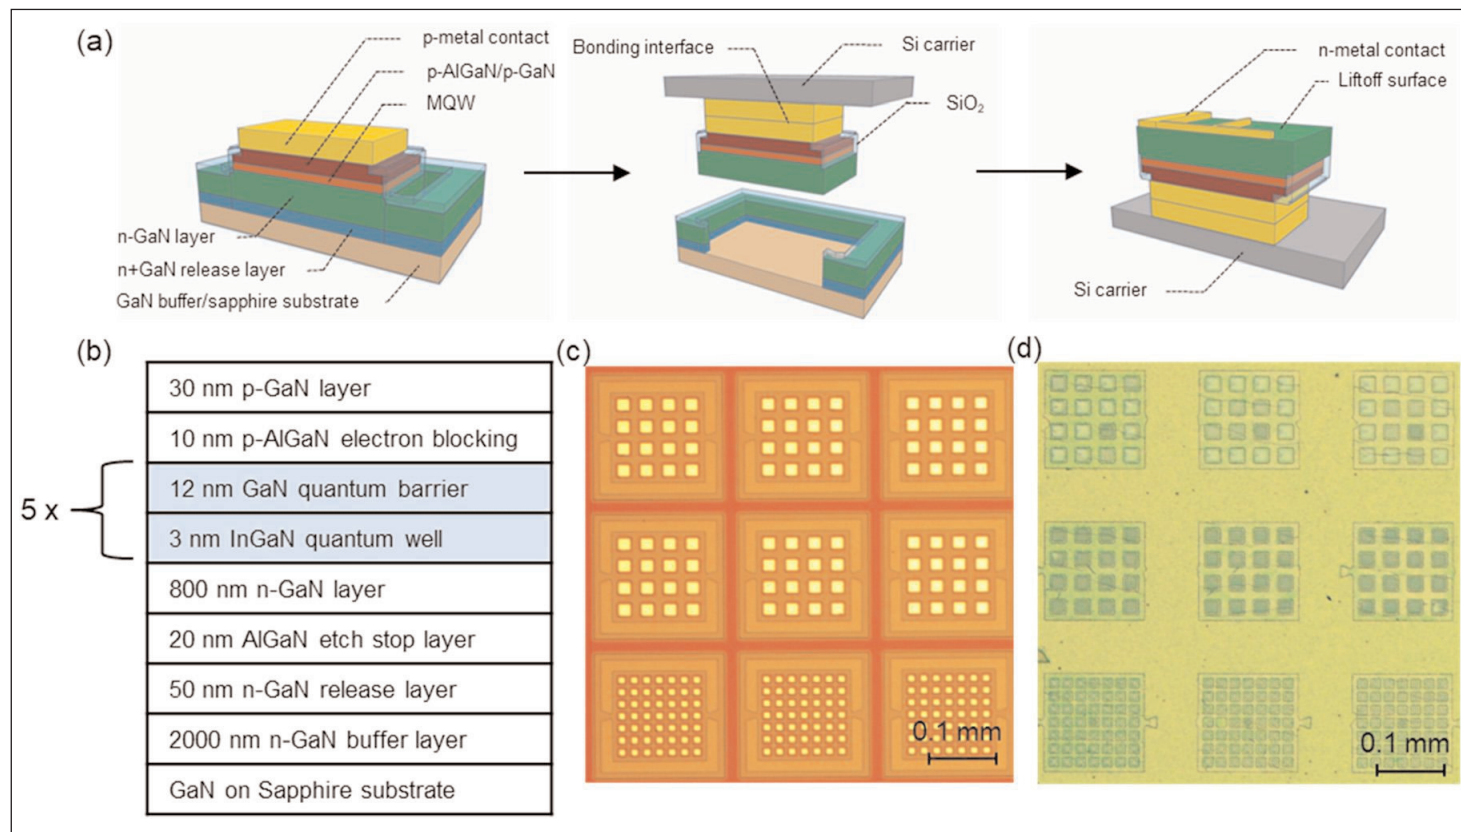 (a)
p-metal contact
p-AlGaN/p-GaN
MQW
n-GaN layer
n+GaN release layer
GaN buffer/sapphire substrate
Bonding interface
Si carrier
SiO₂
n-metal contact
Liftoff surface
Si carrier
(b)
30 nm p-GaN layer
10 nm p-AlGaN electron blocking
5 x
12 nm GaN quantum barrier
3 nm InGaN quantum well
800 nm n-GaN layer
20 nm AlGaN etch stop layer
50 nm n-GaN release layer
2000 nm n-GaN buffer layer
GaN on Sapphire substrate
(c)
0.1 mm
(d)
0.1 mm